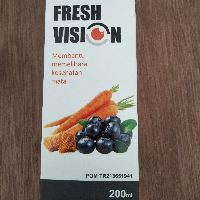 FRESH
VISION
Membantu
memelihara
kesehatan
mata
POM TR213651941
200ml